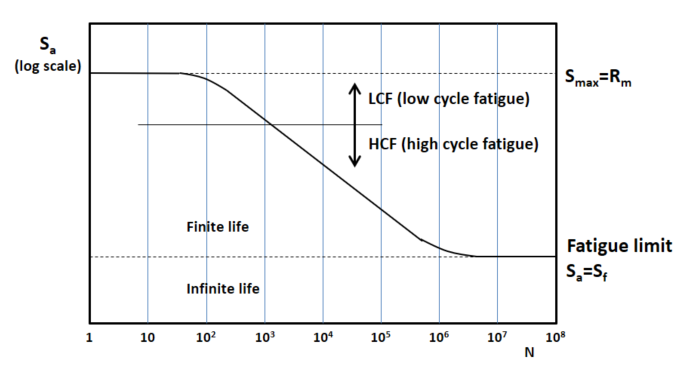 Sₐ
(log scale)
Sₘₐₓ=Rₘ
LCF (low cycle fatigue)
HCF (high cycle fatigue)
Finite life
Fatigue limit
Sₐ=S_f
Infinite life
1 10 10² 10³ 10⁴ 10⁵ 10⁶ 10⁷ 10⁸
N